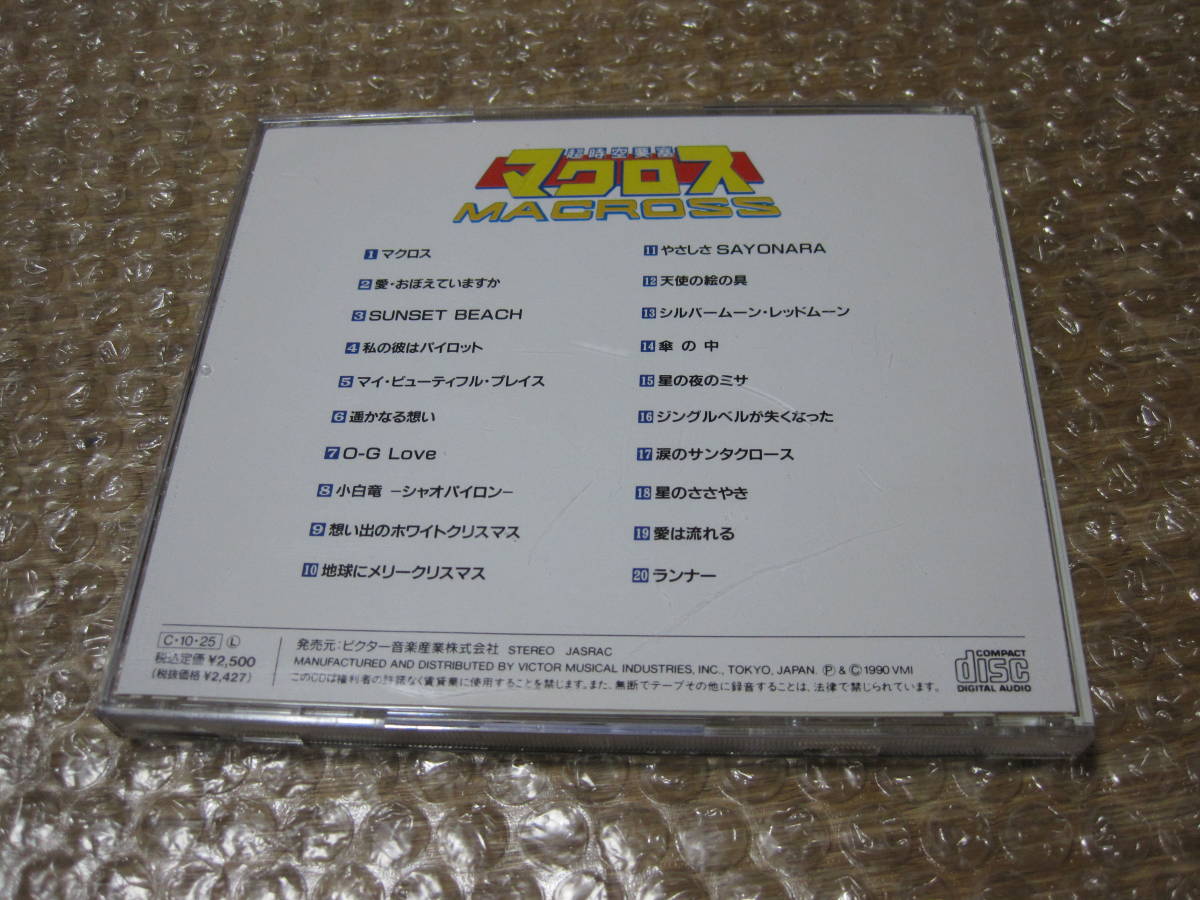 超時空要塞
マクロス
MACROSS
1 マクロス
2 愛・おぼえていますか
3 SUNSET BEACH
4 私の彼はパイロット
5 マイ・ビューティフル・プレイス
6 遥かなる想い
7 O-G Love
8 小白竜 −シャオパイロン−
9 想い出のホワイトクリスマス
10 地球にメリークリスマス
11 やさしさ SAYONARA
12 天使の絵の具
13 シルバームーン・レッドムーン
14 傘の中
15 星の夜のミサ
16 ジングルベルが失くなった
17 涙のサンタクロース
18 星のささやき
19 愛は流れる
20 ランナー
C・10・25 Ⓛ
税込定価 ¥2,500
(税抜価格 ¥2,427)
発売元：ビクター音楽産業株式会社 STEREO JASRAC
MANUFACTURED AND DISTRIBUTED BY VICTOR MUSICAL INDUSTRIES, INC., TOKYO, JAPAN. Ⓟ & © 1990 VMI
このCDは権利者の許諾なく賃貸業に使用することを禁じます。また、無断でテープその他に録音することは、法律で禁じられています。
COMPACT
disc
DIGITAL AUDIO